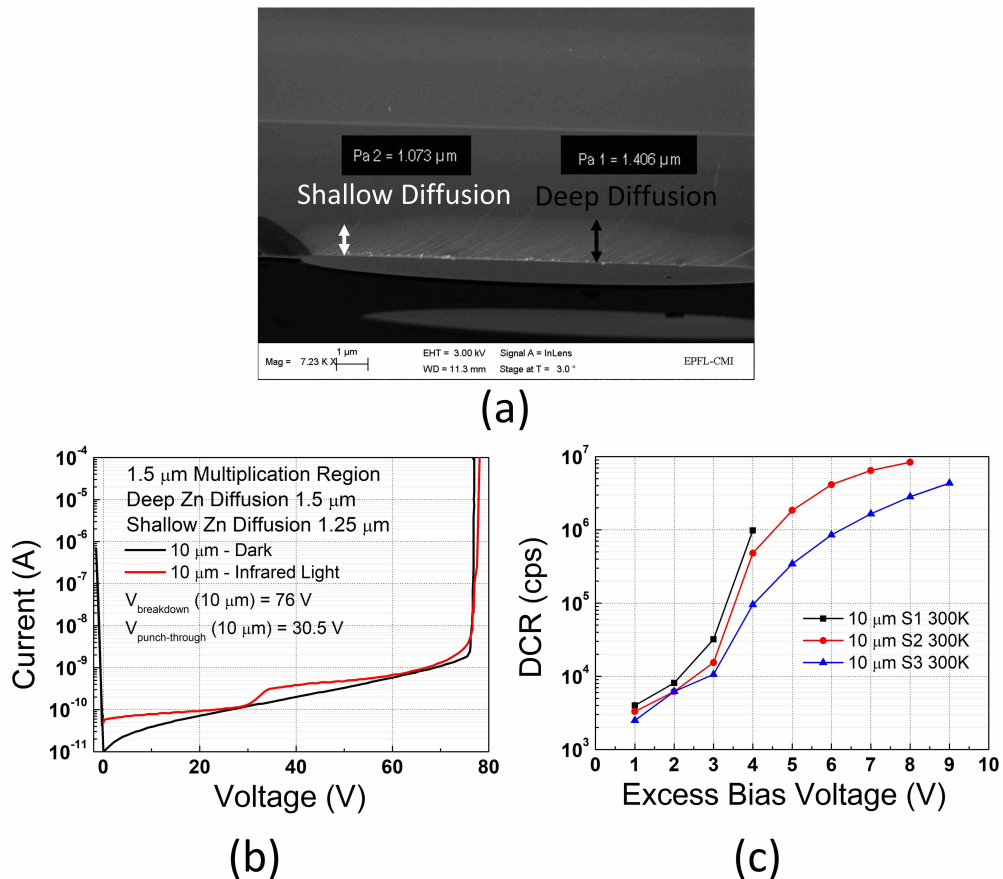 Pa 2 = 1.073 µm
Pa 1 = 1.406 µm
Shallow Diffusion
Deep Diffusion
Mag = 7.23 K X
1 µm
EHT = 3.00 kV
Signal A = InLens
WD = 11.3 mm
Stage at T = 3.0 °
EPFL-CMI
(a)
10⁻⁴
10⁻⁵
10⁻⁶
10⁻⁷
10⁻⁸
10⁻⁹
10⁻¹⁰
10⁻¹¹
Current (A)
1.5 µm Multiplication Region
Deep Zn Diffusion 1.5 µm
Shallow Zn Diffusion 1.25 µm
10 µm - Dark
10 µm - Infrared Light
V breakdown (10 µm) = 76 V
V punch-through (10 µm) = 30.5 V
0 20 40 60 80
Voltage (V)
(b)
10⁷
10⁶
10⁵
10⁴
10³
DCR (cps)
10 µm S1 300K
10 µm S2 300K
10 µm S3 300K
0 1 2 3 4 5 6 7 8 9 10
Excess Bias Voltage (V)
(c)